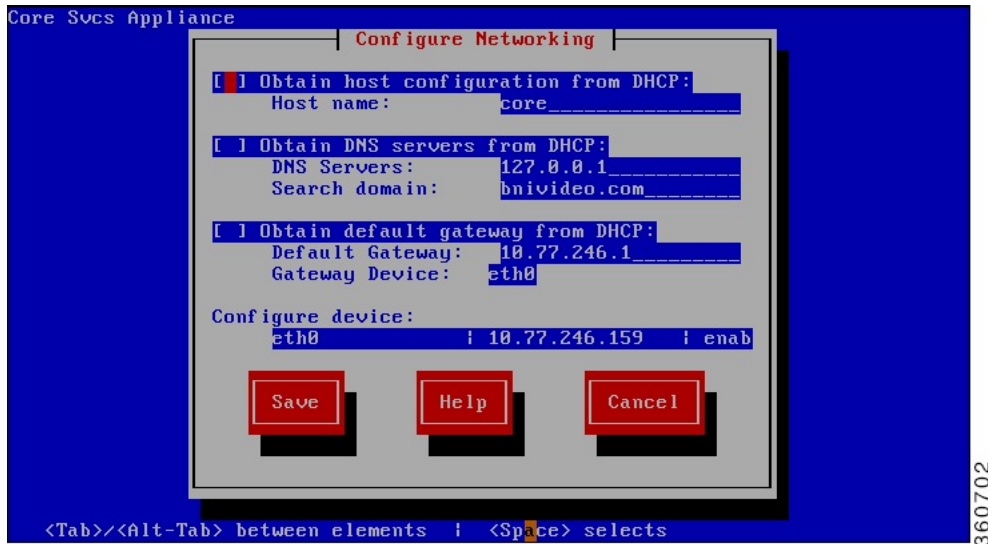 Core Svcs Appliance
Configure Networking
[ ] Obtain host configuration from DHCP:
Host name: core________________
[ ] Obtain DNS servers from DHCP:
DNS Servers: 127.0.0.1___________
Search domain: bnivideo.com________
[ ] Obtain default gateway from DHCP:
Default Gateway: 10.77.246.1_________
Gateway Device: eth0
Configure device:
eth0 ¦ 10.77.246.159 ¦ enab
Save Help Cancel
<Tab>/<Alt-Tab> between elements ¦ <Space> selects
360702